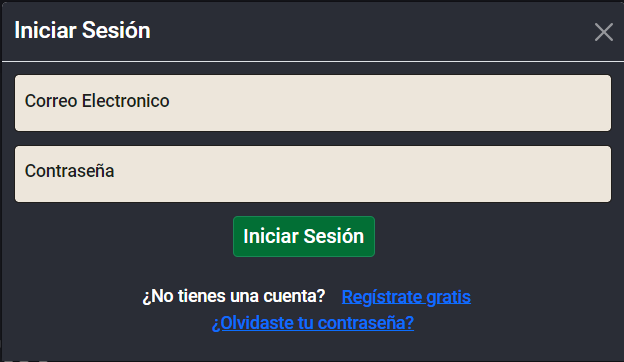 Iniciar Sesión
Correo Electronico
Contraseña
Iniciar Sesión
¿No tienes una cuenta? Regístrate gratis
¿Olvidaste tu contraseña?